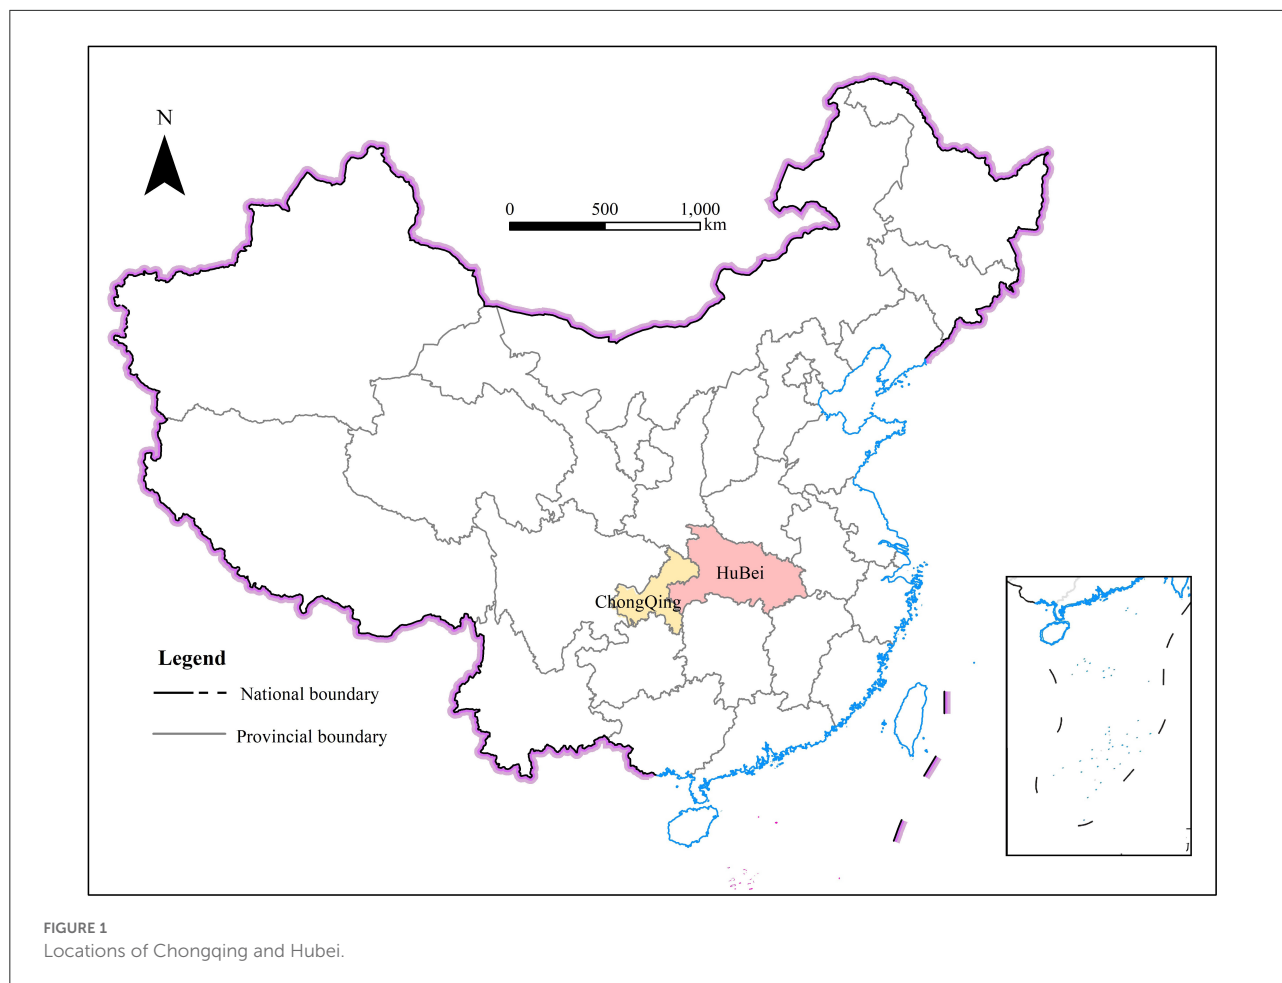 N
0 500 1,000
km
HuBei
ChongQing
Legend
National boundary
Provincial boundary
FIGURE 1
Locations of Chongqing and Hubei.